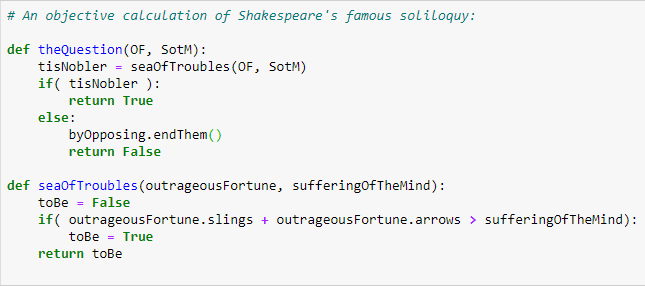 # An objective calculation of Shakespeare's famous soliloquy:

def theQuestion(OF, SotM):
    tisNobler = seaOfTroubles(OF, SotM)
    if( tisNobler ):
        return True
    else:
        byOpposing.endThem()
        return False

def seaOfTroubles(outrageousFortune, sufferingOfTheMind):
    toBe = False
    if( outrageousFortune.slings + outrageousFortune.arrows > sufferingOfTheMind):
        toBe = True
    return toBe